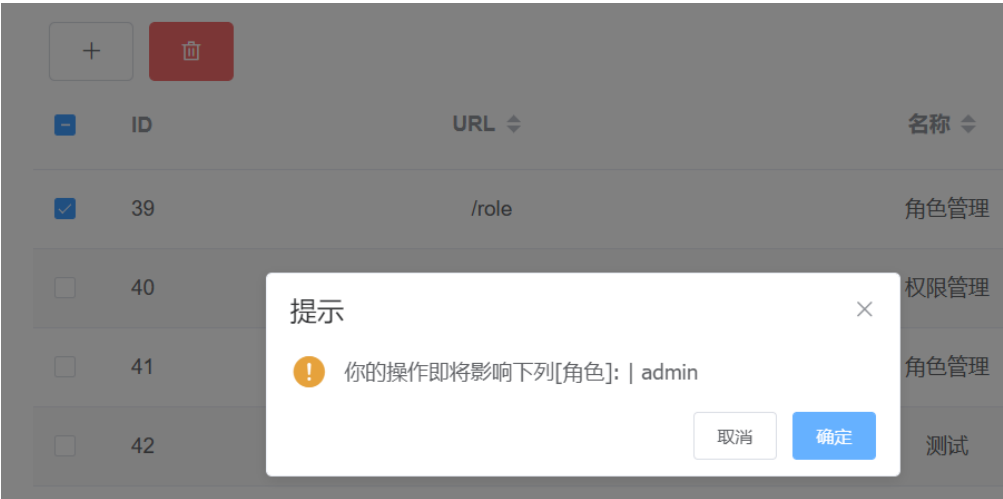 ID URL 名称
39 /role 角色管理
40 权限管理
41 角色管理
42 测试
提示
你的操作即将影响下列[角色]: | admin
取消 确定